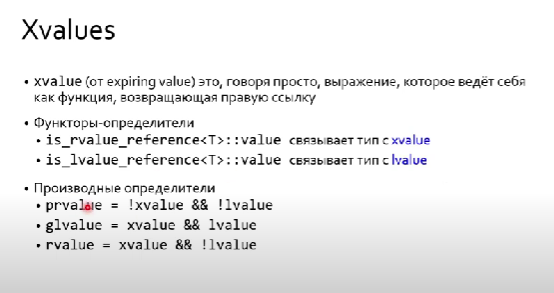 Xvalues
• xvalue (от expiring value) это, говоря просто, выражение, которое ведёт себя
как функция, возвращающая правую ссылку
• Функторы-определители
• is_rvalue_reference<T>::value связывает тип с xvalue
• is_lvalue_reference<T>::value связывает тип с lvalue
• Производные определители
• prvalue = !xvalue && !lvalue
• glvalue = xvalue && lvalue
• rvalue = xvalue && !lvalue